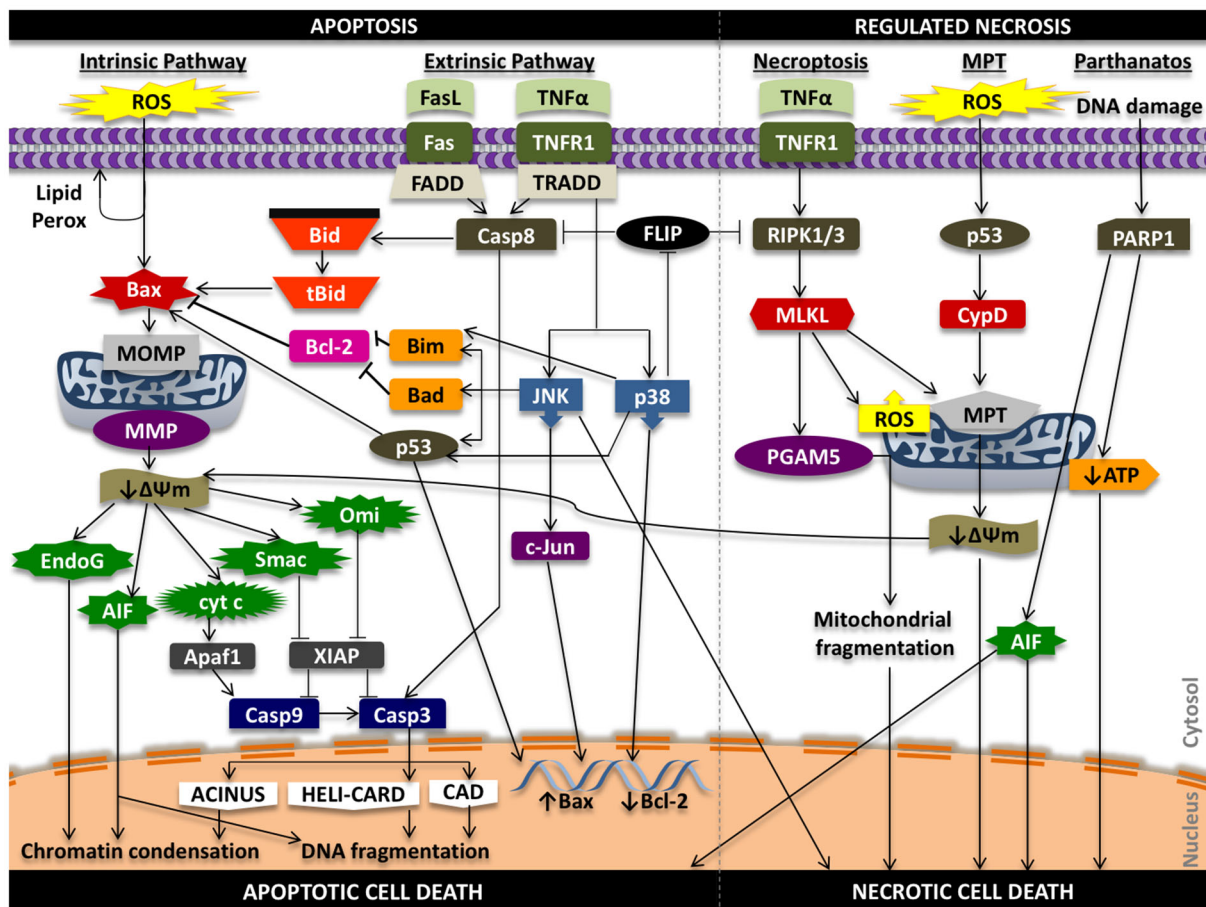 APOPTOSIS
REGULATED NECROSIS
Intrinsic Pathway
Extrinsic Pathway
Necroptosis
MPT
Parthanatos
ROS
FasL
TNFα
TNFα
ROS
DNA damage
Fas
TNFR1
TNFR1
Lipid
Perox
FADD
TRADD
Bid
Casp8
FLIP
RIPK1/3
p53
PARP1
Bax
tBid
MLKL
CypD
MOMP
Bcl-2
Bim
Bad
JNK
p38
ROS
MPT
MMP
p53
PGAM5
↓ATP
↓ΔΨm
Omi
↓ΔΨm
EndoG
Smac
c-Jun
AIF
cyt c
Mitochondrial
fragmentation
AIF
Apaf1
XIAP
Casp9
Casp3
Cytosol
Nucleus
ACINUS
HELI-CARD
CAD
↑Bax
↓Bcl-2
Chromatin condensation
DNA fragmentation
APOPTOTIC CELL DEATH
NECROTIC CELL DEATH